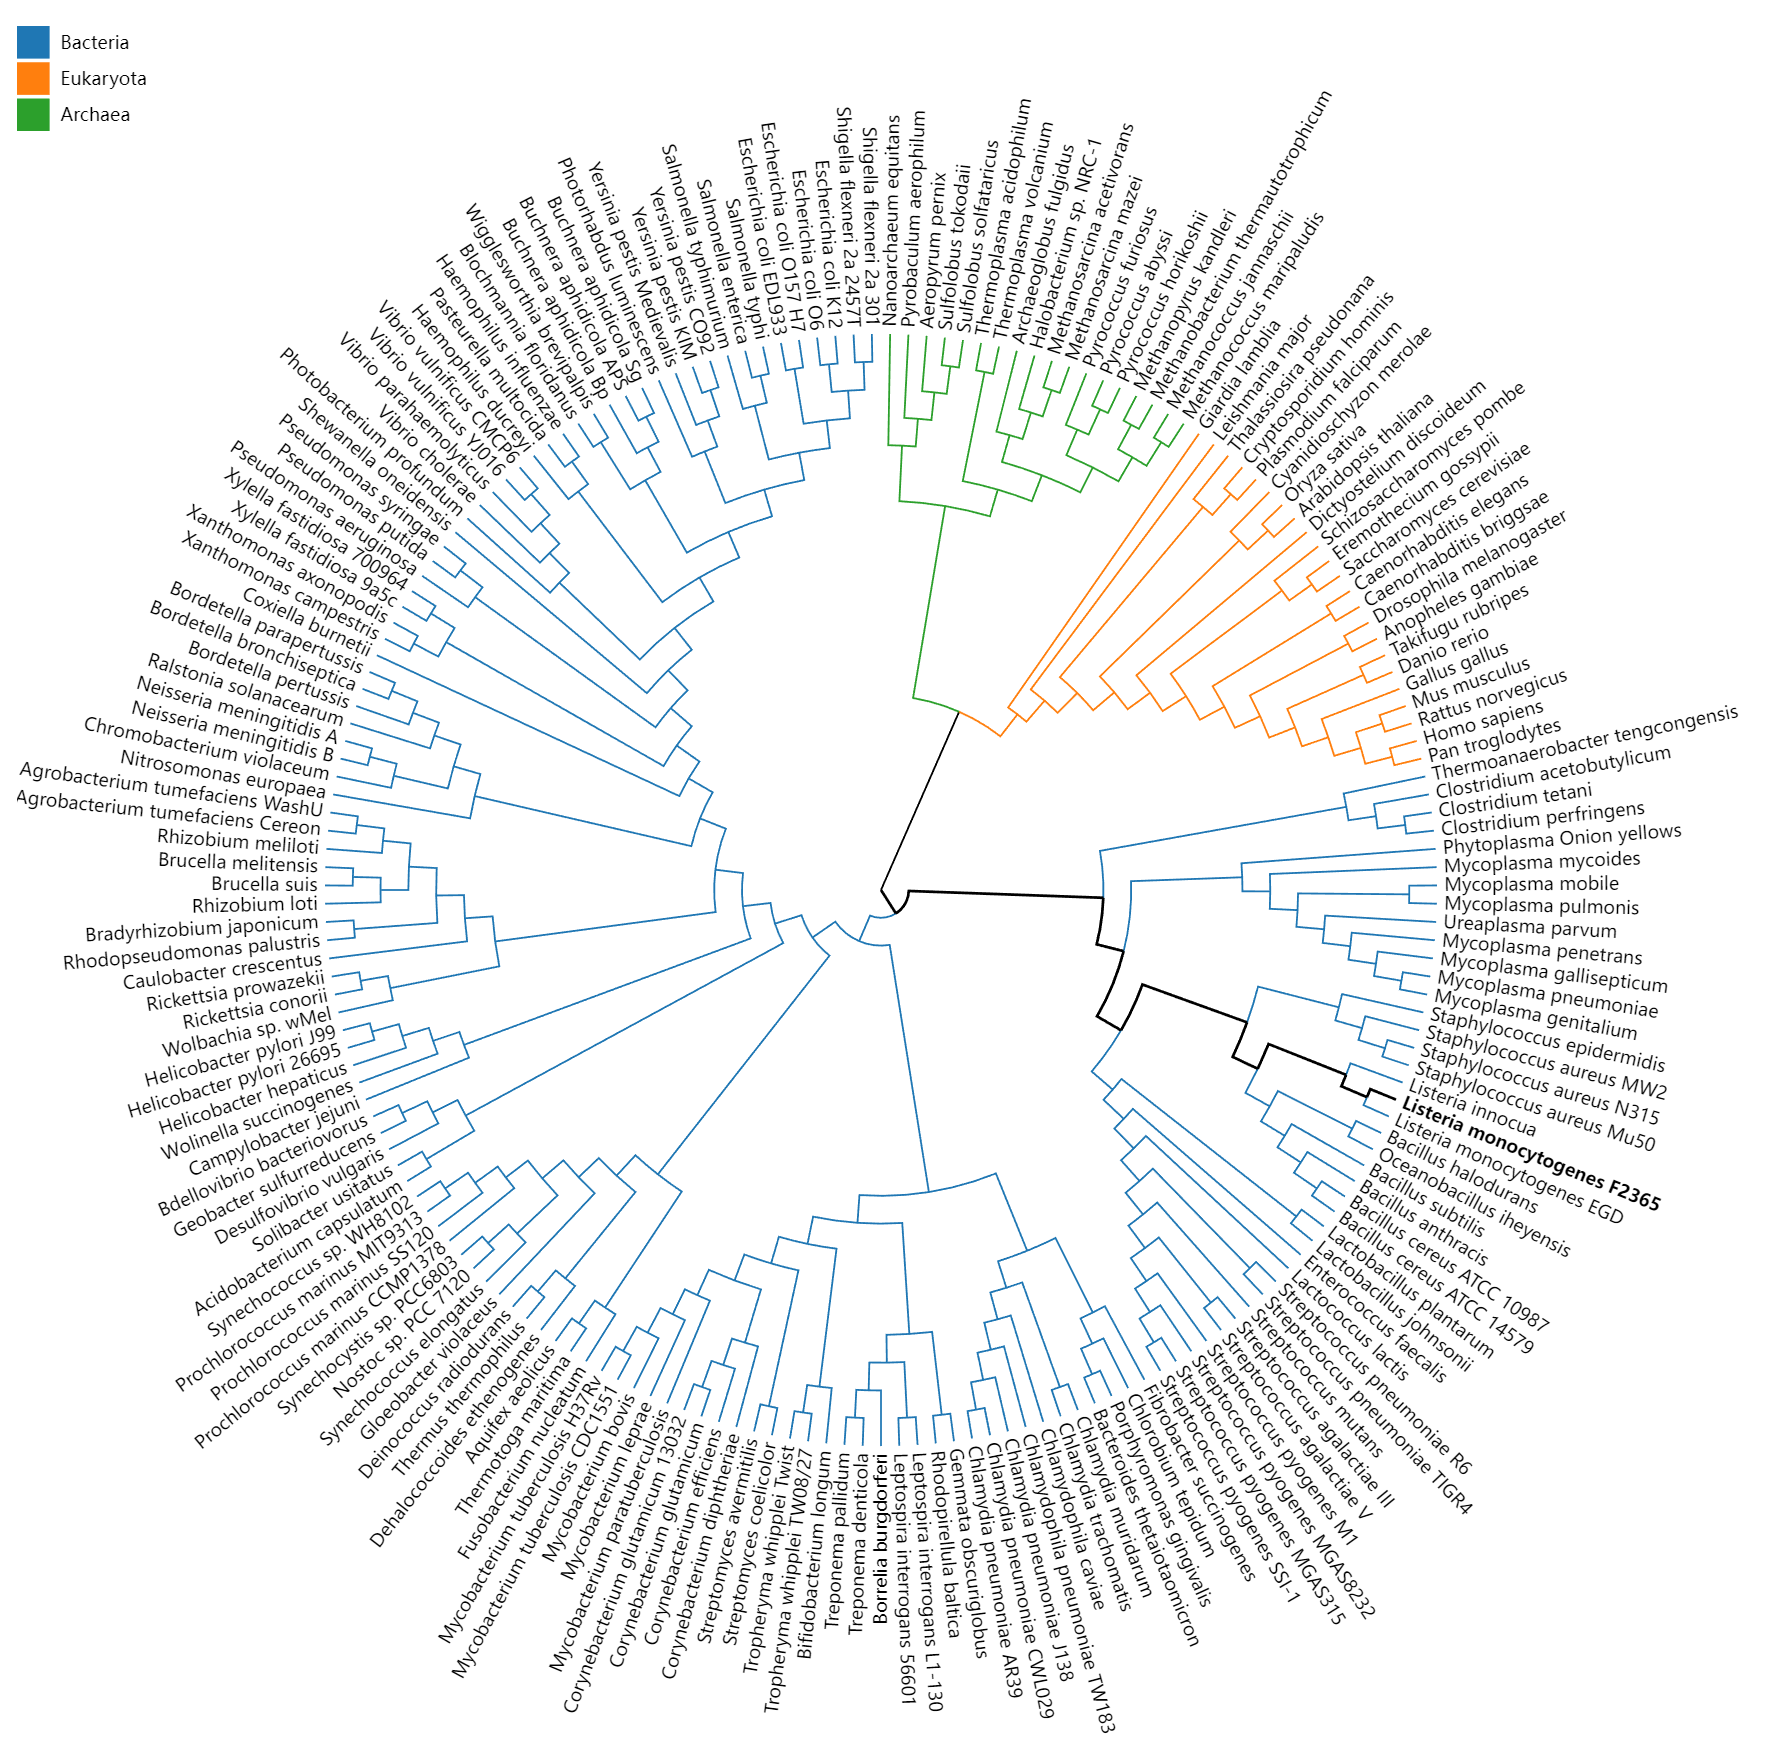 Bacteria
Eukaryota
Archaea
Nanoarchaeum equitans
Pyrobaculum aerophilum
Aeropyrum pernix
Sulfolobus tokodaii
Sulfolobus solfataricus
Thermoplasma acidophilum
Thermoplasma volcanium
Archaeoglobus fulgidus
Halobacterium sp. NRC-1
Methanosarcina acetivorans
Methanosarcina mazei
Pyrococcus furiosus
Pyrococcus abyssi
Pyrococcus horikoshii
Methanopyrus kandleri
Methanobacterium thermautotrophicum
Methanococcus jannaschii
Methanococcus maripaludis
Giardia lamblia
Leishmania major
Thalassiosira pseudonana
Cryptosporidium hominis
Plasmodium falciparum
Cyanidioschyzon merolae
Oryza sativa
Arabidopsis thaliana
Dictyostelium discoideum
Schizosaccharomyces pombe
Eremothecium gossypii
Saccharomyces cerevisiae
Caenorhabditis elegans
Caenorhabditis briggsae
Drosophila melanogaster
Anopheles gambiae
Takifugu rubripes
Danio rerio
Gallus gallus
Mus musculus
Rattus norvegicus
Homo sapiens
Pan troglodytes
Thermoanaerobacter tengcongensis
Clostridium acetobutylicum
Clostridium tetani
Clostridium perfringens
Phytoplasma Onion yellows
Mycoplasma mycoides
Mycoplasma mobile
Mycoplasma pulmonis
Ureaplasma parvum
Mycoplasma penetrans
Mycoplasma gallisepticum
Mycoplasma pneumoniae
Mycoplasma genitalium
Staphylococcus epidermidis
Staphylococcus aureus MW2
Staphylococcus aureus N315
Staphylococcus aureus Mu50
Listeria innocua
Listeria monocytogenes F2365
Listeria monocytogenes EGD
Bacillus halodurans
Oceanobacillus iheyensis
Bacillus subtilis
Bacillus anthracis
Bacillus cereus ATCC 10987
Bacillus cereus ATCC 14579
Lactobacillus plantarum
Lactobacillus johnsonii
Enterococcus faecalis
Lactococcus lactis
Streptococcus pneumoniae R6
Streptococcus pneumoniae TIGR4
Streptococcus mutans
Streptococcus agalactiae III
Streptococcus agalactiae V
Streptococcus pyogenes M1
Streptococcus pyogenes MGAS8232
Streptococcus pyogenes MGAS315
Streptococcus pyogenes SSI-1
Fibrobacter succinogenes
Chlorobium tepidum
Porphyromonas gingivalis
Bacteroides thetaiotaomicron
Chlamydia muridarum
Chlamydia trachomatis
Chlamydophila caviae
Chlamydophila pneumoniae TW183
Chlamydia pneumoniae J138
Chlamydia pneumoniae CWL029
Chlamydia pneumoniae AR39
Gemmata obscuriglobus
Rhodopirellula baltica
Leptospira interrogans L1-130
Leptospira interrogans 56601
Borrelia burgdorferi
Treponema denticola
Treponema pallidum
Bifidobacterium longum
Tropheryma whipplei TW08/27
Tropheryma whipplei Twist
Streptomyces coelicolor
Streptomyces avermitilis
Corynebacterium diphtheriae
Corynebacterium efficiens
Corynebacterium glutamicum
Corynebacterium glutamicum 13032
Mycobacterium paratuberculosis
Mycobacterium leprae
Mycobacterium bovis
Mycobacterium tuberculosis CDC1551
Mycobacterium tuberculosis H37Rv
Fusobacterium nucleatum
Thermotoga maritima
Aquifex aeolicus
Dehalococcoides ethenogenes
Thermus thermophilus
Deinococcus radiodurans
Gloeobacter violaceus
Synechococcus elongatus
Nostoc sp. PCC 7120
Synechocystis sp. PCC6803
Prochlorococcus marinus CCMP1378
Prochlorococcus marinus SS120
Prochlorococcus marinus MIT9313
Synechococcus sp. WH8102
Acidobacterium capsulatum
Solibacter usitatus
Desulfovibrio vulgaris
Geobacter sulfurreducens
Bdellovibrio bacteriovorus
Campylobacter jejuni
Wolinella succinogenes
Helicobacter hepaticus
Helicobacter pylori 26695
Helicobacter pylori J99
Wolbachia sp. wMel
Rickettsia conorii
Rickettsia prowazekii
Caulobacter crescentus
Rhodopseudomonas palustris
Bradyrhizobium japonicum
Rhizobium loti
Brucella suis
Brucella melitensis
Rhizobium meliloti
Agrobacterium tumefaciens Cereon
Agrobacterium tumefaciens WashU
Nitrosomonas europaea
Chromobacterium violaceum
Neisseria meningitidis B
Neisseria meningitidis A
Ralstonia solanacearum
Bordetella pertussis
Bordetella bronchiseptica
Bordetella parapertussis
Coxiella burnetii
Xanthomonas campestris
Xanthomonas axonopodis
Xylella fastidiosa 9a5c
Xylella fastidiosa 700964
Pseudomonas aeruginosa
Pseudomonas putida
Pseudomonas syringae
Shewanella oneidensis
Photobacterium profundum
Vibrio cholerae
Vibrio parahaemolyticus
Vibrio vulnificus YJ016
Vibrio vulnificus CMCP6
Haemophilus ducreyi
Pasteurella multocida
Haemophilus influenzae
Blochmannia floridanus
Wigglesworthia brevipalpis
Buchnera aphidicola Bp
Buchnera aphidicola APS
Buchnera aphidicola Sg
Photorhabdus luminescens
Yersinia pestis Medievalis
Yersinia pestis KIM
Yersinia pestis CO92
Salmonella typhimurium
Salmonella enterica
Salmonella typhi
Escherichia coli EDL933
Escherichia coli O157 H7
Escherichia coli O6
Escherichia coli K12
Shigella flexneri 2a 2457T
Shigella flexneri 2a 301